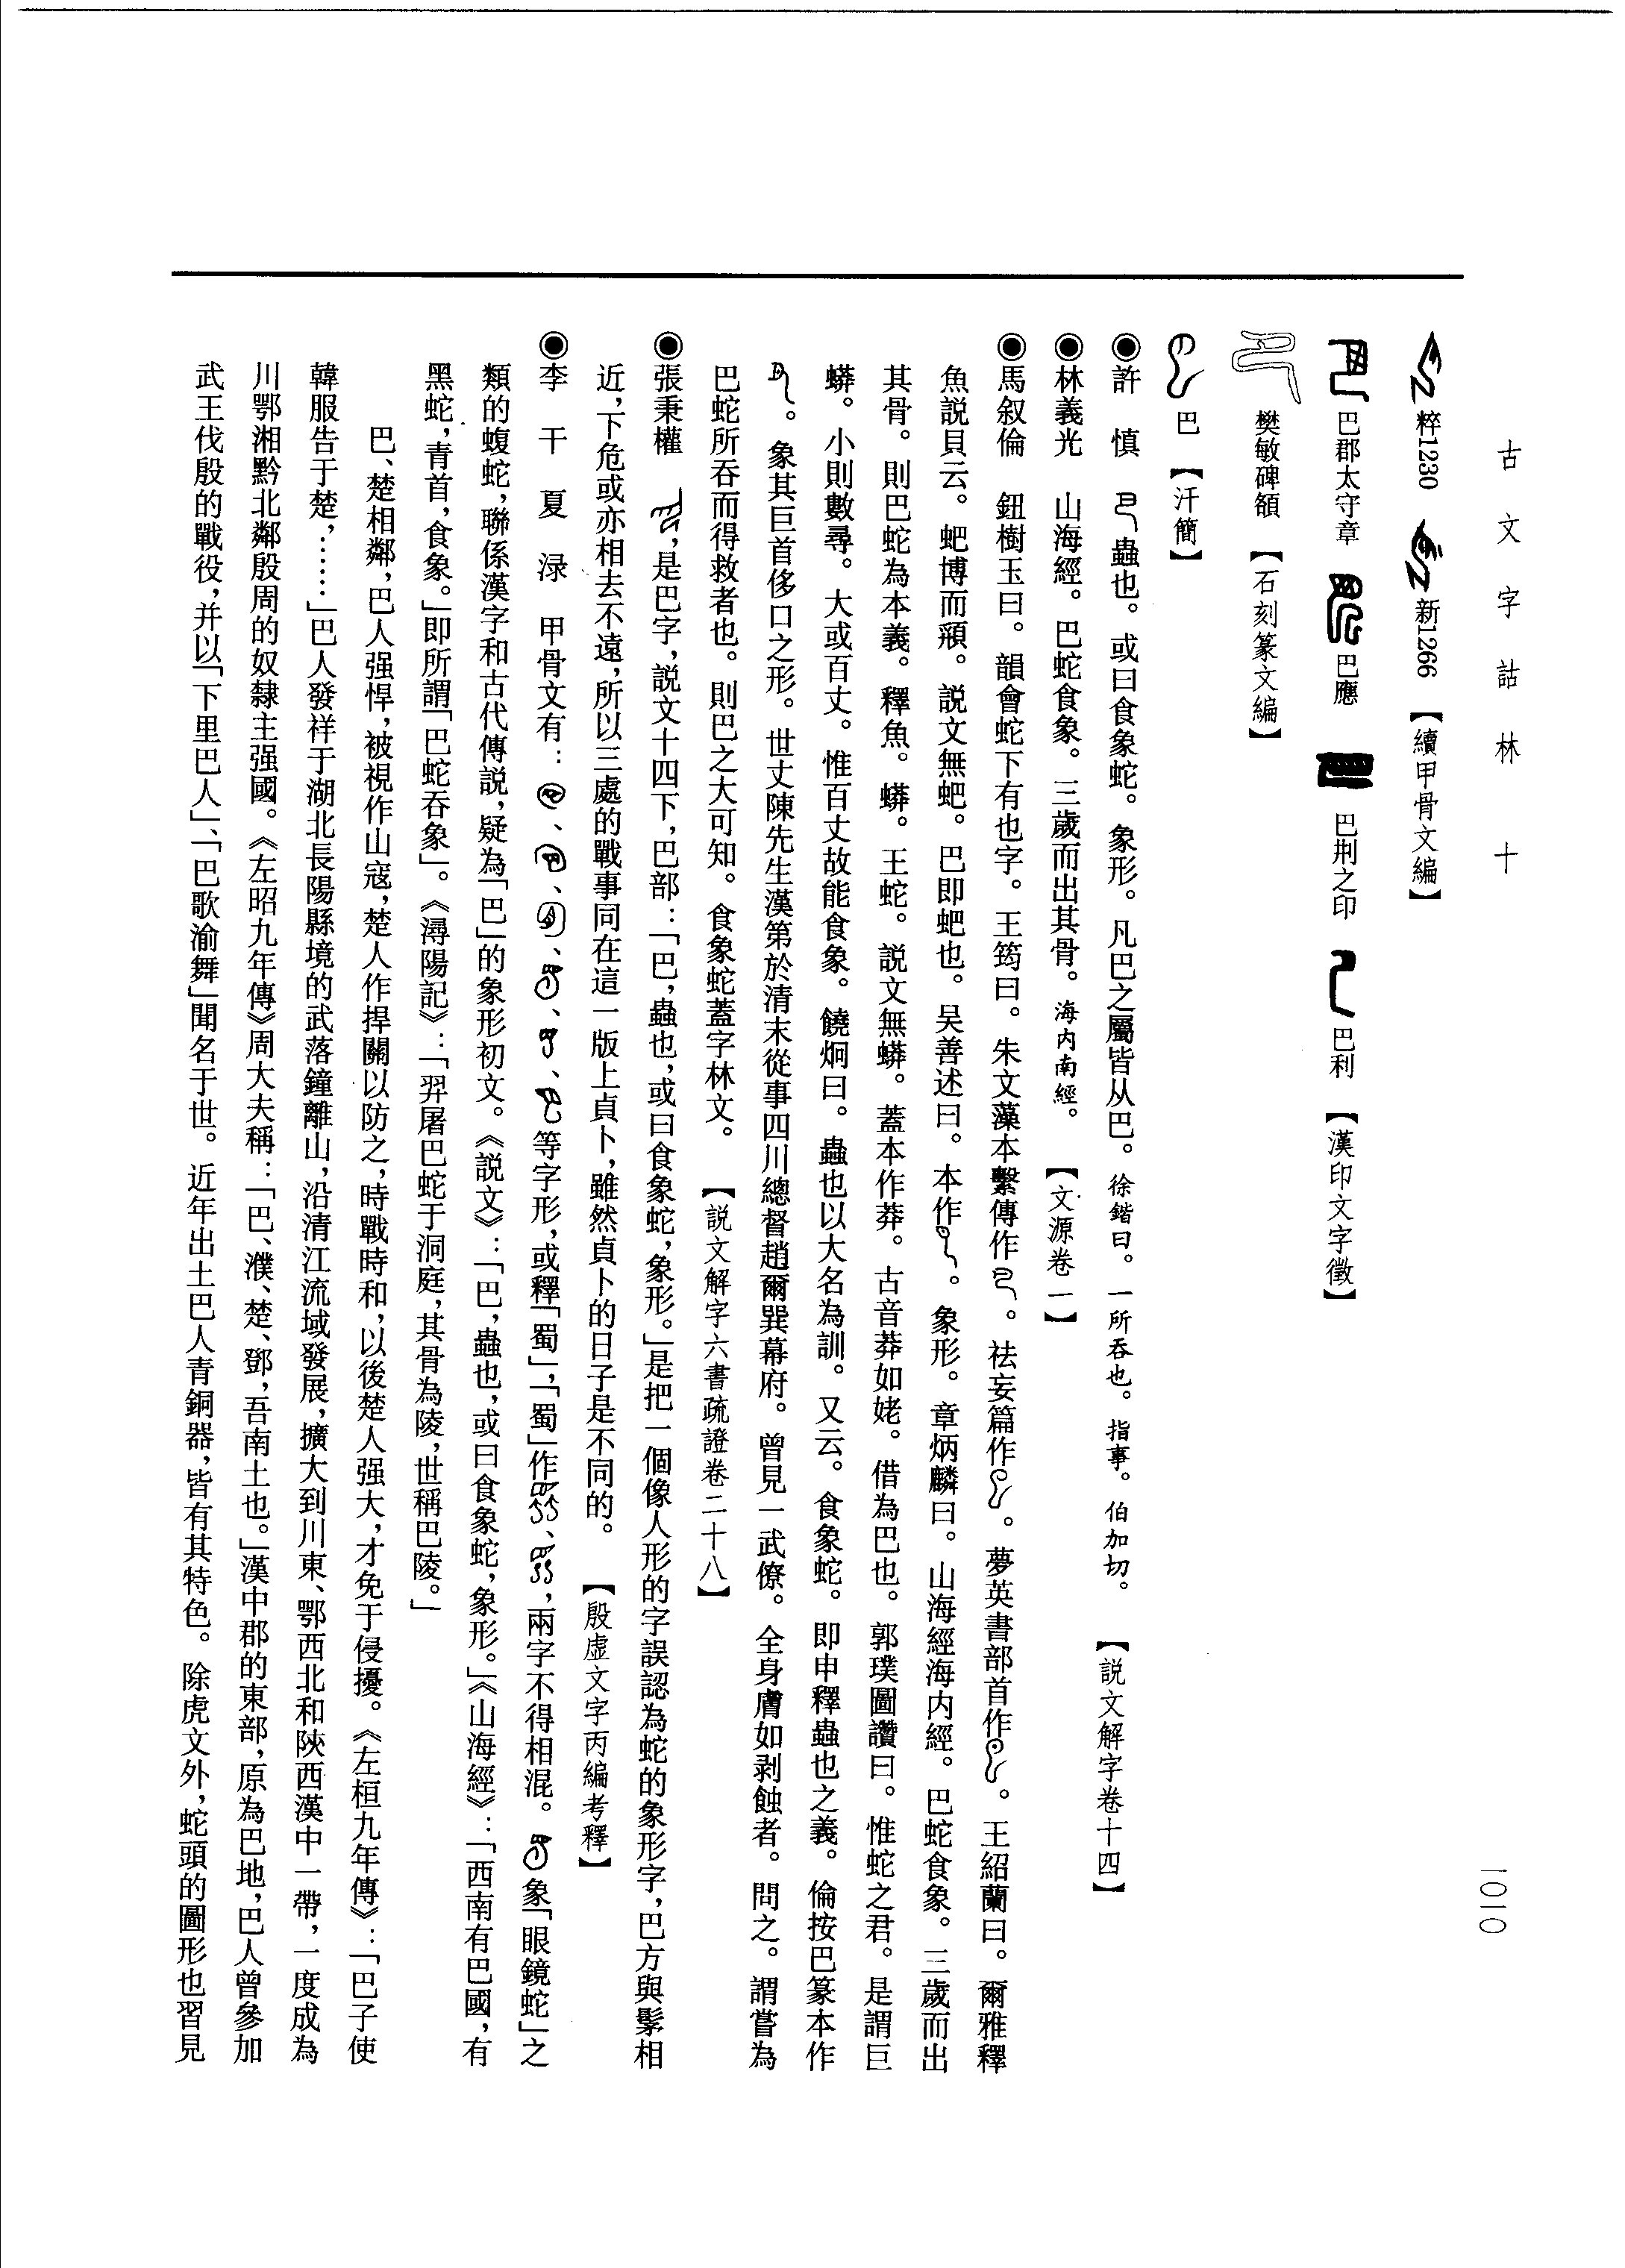 古文字詁林 十
一〇一〇
粹1230 新1266 【續甲骨文編】
巴郡太守章 巴應 巴荆之印 巴利 【漢印文字徵】
樊敏碑領 【石刻篆文編】
巴 【汗簡】
◉許 慎 蟲也。或曰食象蛇。象形。凡巴之屬皆从巴。徐鍇曰。一所吞也。指事。伯加切。 【説文解字卷十四】
◉林義光 山海經。巴蛇食象。三歲而出其骨。海内南經。 【文源卷一】
◉馬叙倫 鈕樹玉曰。韻會蛇下有也字。王筠曰。朱文藻本繫傳作。祛妄篇作。夢英書部首作。王紹蘭曰。爾雅釋
魚説貝云。蚆博而頯。説文無蚆。巴即蚆也。吴善述曰。本作。象形。章炳麟曰。山海經海内經。巴蛇食象。三歲而出
其骨。則巴蛇為本義。釋魚。蟒。王蛇。説文無蟒。蓋本作莽。古音莽如姥。借為巴也。郭璞圖讚曰。惟蛇之君。是謂巨
蟒。小則數尋。大或百丈。惟百丈故能食象。饒炯曰。蟲也以大名為訓。又云。食象蛇。即申釋蟲也之義。倫按巴篆本作
。象其巨首侈口之形。世丈陳先生漢第於清末從事四川總督趙爾巽幕府。曾見一武僚。全身膚如剥蝕者。問之。謂嘗為
巴蛇所吞而得救者也。則巴之大可知。食象蛇蓋字林文。 【説文解字六書疏證卷二十八】
◉張秉權 ，是巴字，説文十四下，巴部：「巴，蟲也，或曰食象蛇，象形。」是把一個像人形的字誤認為蛇的象形字，巴方與髳相
近，下危或亦相去不遠，所以三處的戰事同在這一版上貞卜，雖然貞卜的日子是不同的。 【殷虚文字丙編考釋】
◉李 干 夏 渌 甲骨文有：、、、、、等字形，或釋「蜀」，「蜀」作、，兩字不得相混。象「眼鏡蛇」之
類的蝮蛇，聯係漢字和古代傳説，疑為「巴」的象形初文。《説文》：「巴，蟲也，或曰食象蛇，象形。」《山海經》：「西南有巴國，有
黑蛇，青首，食象。」即所謂「巴蛇吞象」。《潯陽記》：「羿屠巴蛇于洞庭，其骨為陵，世稱巴陵。」
巴、楚相鄰，巴人强悍，被視作山寇，楚人作捍關以防之，時戰時和，以後楚人强大，才免于侵擾。《左桓九年傳》：「巴子使
韓服告于楚，……」巴人發祥于湖北長陽縣境的武落鐘離山，沿清江流域發展，擴大到川東、鄂西北和陝西漢中一帶，一度成為
川鄂湘黔北鄰殷周的奴隸主强國。《左昭九年傳》周大夫稱：「巴、濮、楚、鄧，吾南土也。」漢中郡的東部，原為巴地，巴人曾參加
武王伐殷的戰役，并以「下里巴人」、「巴歌渝舞」聞名于世。近年出土巴人青銅器，皆有其特色。除虎文外，蛇頭的圖形也習見